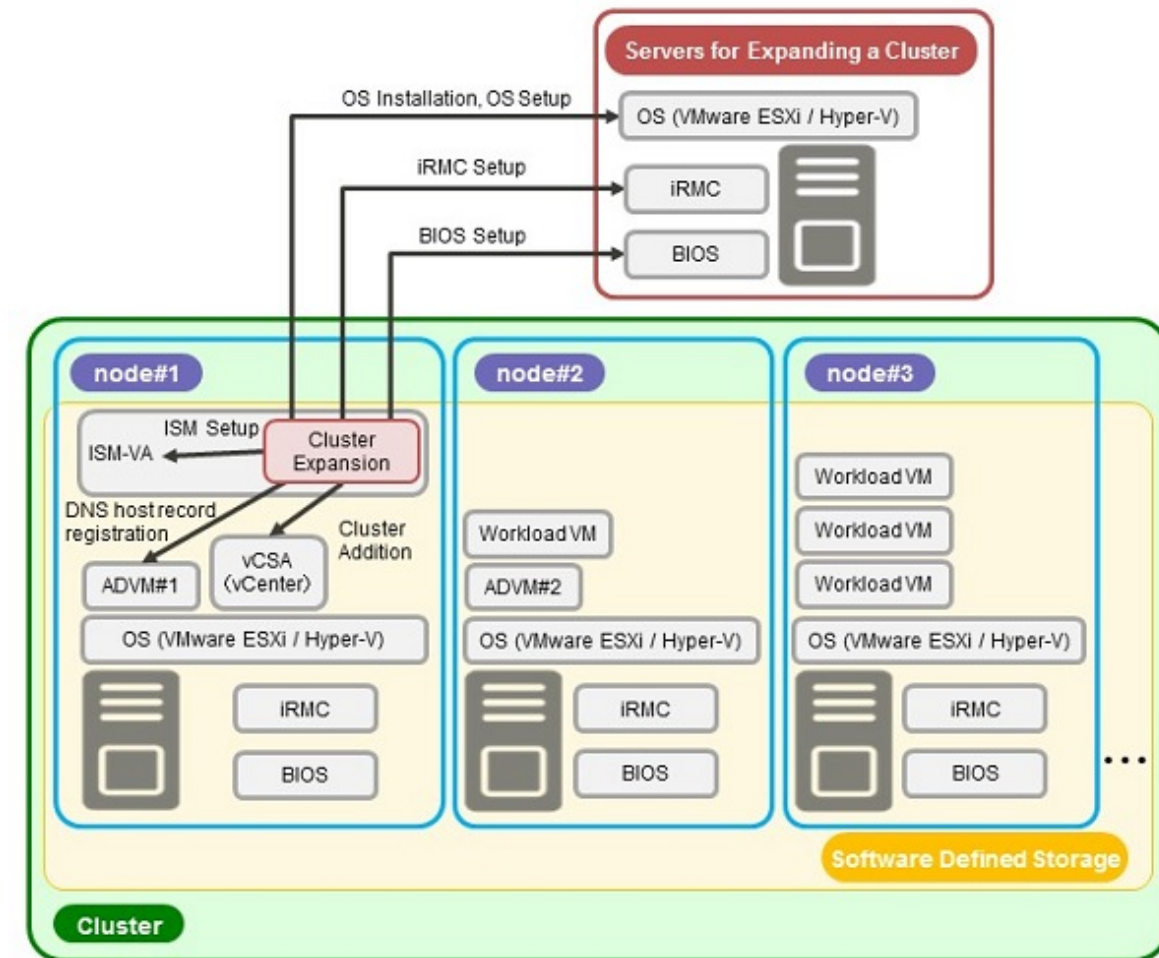 Servers for Expanding a Cluster
OS Installation, OS Setup
OS (VMware ESXi / Hyper-V)
iRMC Setup
iRMC
BIOS Setup
BIOS
node#1
node#2
node#3
ISM Setup
ISM-VA
Cluster
Expansion
DNS host record
registration
Cluster
Addition
ADVM#1
vCSA
(vCenter)
OS (VMware ESXi / Hyper-V)
iRMC
BIOS
Workload VM
ADVM#2
OS (VMware ESXi / Hyper-V)
iRMC
BIOS
Workload VM
Workload VM
Workload VM
OS (VMware ESXi / Hyper-V)
iRMC
BIOS
...
Software Defined Storage
Cluster